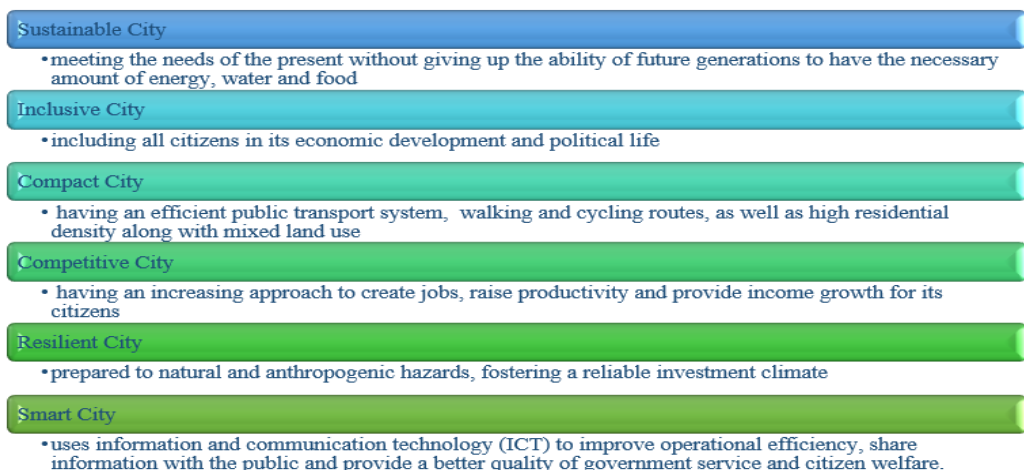 Sustainable City
•meeting the needs of the present without giving up the ability of future generations to have the necessary
amount of energy, water and food
Inclusive City
•including all citizens in its economic development and political life
Compact City
• having an efficient public transport system,  walking and cycling routes, as well as high residential
density along with mixed land use
Competitive City
• having an increasing approach to create jobs, raise productivity and provide income growth for its
citizens
Resilient City
•prepared to natural and anthropogenic hazards, fostering a reliable investment climate
Smart City
•uses information and communication technology (ICT) to improve operational efficiency, share
information with the public and provide a better quality of government service and citizen welfare.